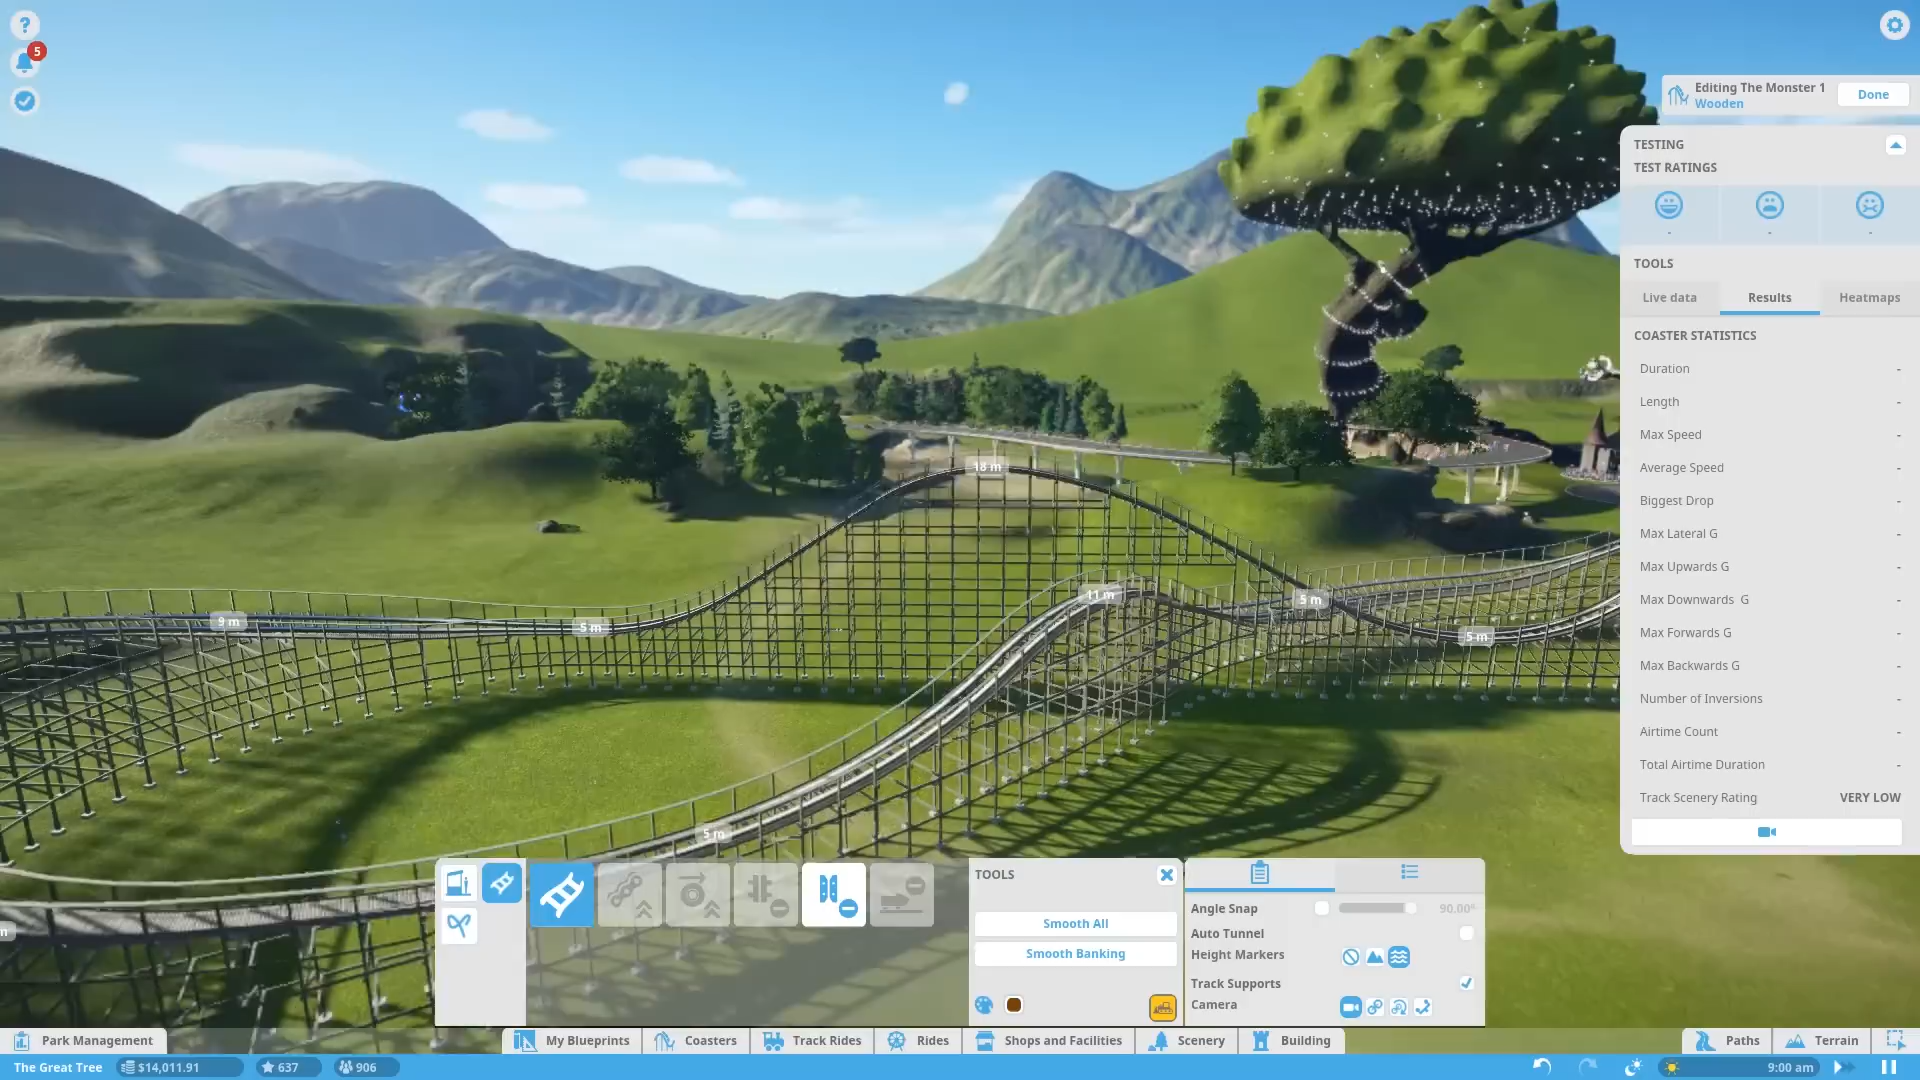 ?
5
Editing The Monster 1
Wooden
Done
TESTING
TEST RATINGS
- - -
TOOLS
Live data Results Heatmaps
COASTER STATISTICS
Duration -
Length -
Max Speed -
Average Speed -
Biggest Drop -
Max Lateral G -
Max Upwards G -
Max Downwards G -
Max Forwards G -
Max Backwards G -
Number of Inversions -
Airtime Count -
Total Airtime Duration -
Track Scenery Rating VERY LOW
18 m
11 m
5 m
9 m
5 m
5 m
5 m
m
TOOLS
Smooth All
Smooth Banking
Angle Snap 90.00°
Auto Tunnel
Height Markers
Track Supports
Camera
Park Management
My Blueprints
Coasters
Track Rides
Rides
Shops and Facilities
Scenery
Building
Paths
Terrain
The Great Tree
$14,011.91
637
906
9:00 am